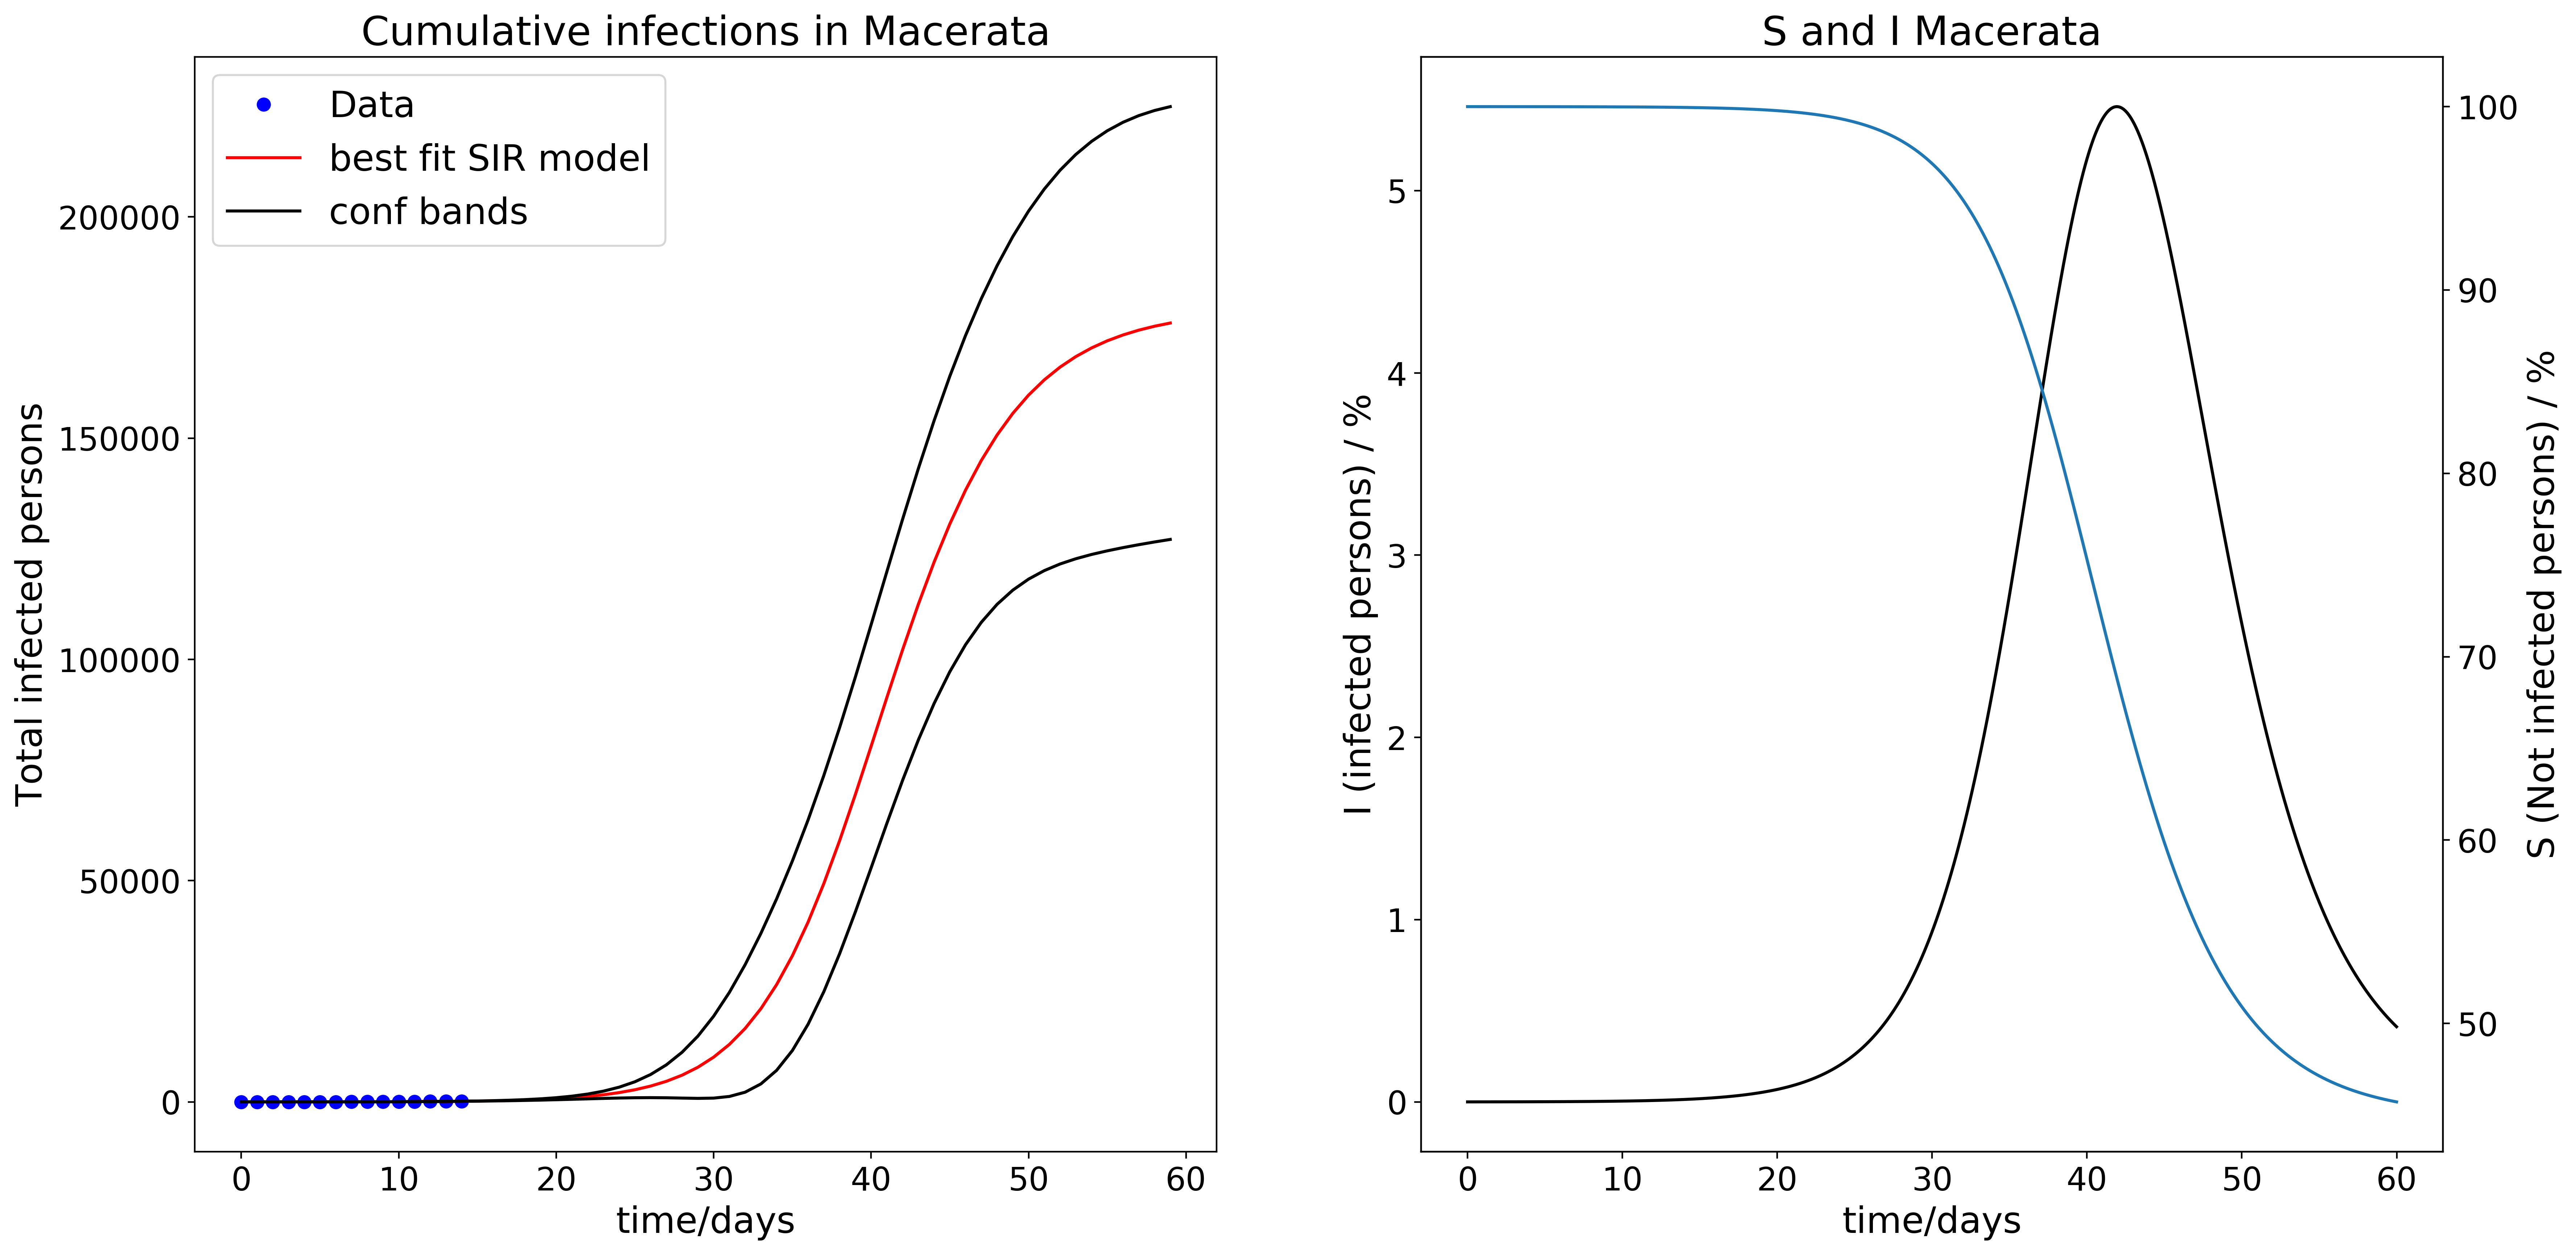 Cumulative infections in Macerata
Data
best fit SIR model
conf bands
Total infected persons
200000
150000
100000
50000
0
0 10 20 30 40 50 60
time/days
S and I Macerata
I (infected persons) / %
5
4
3
2
1
0
0 10 20 30 40 50 60
time/days
100
90
80
70
60
50
S (Not infected persons) / %